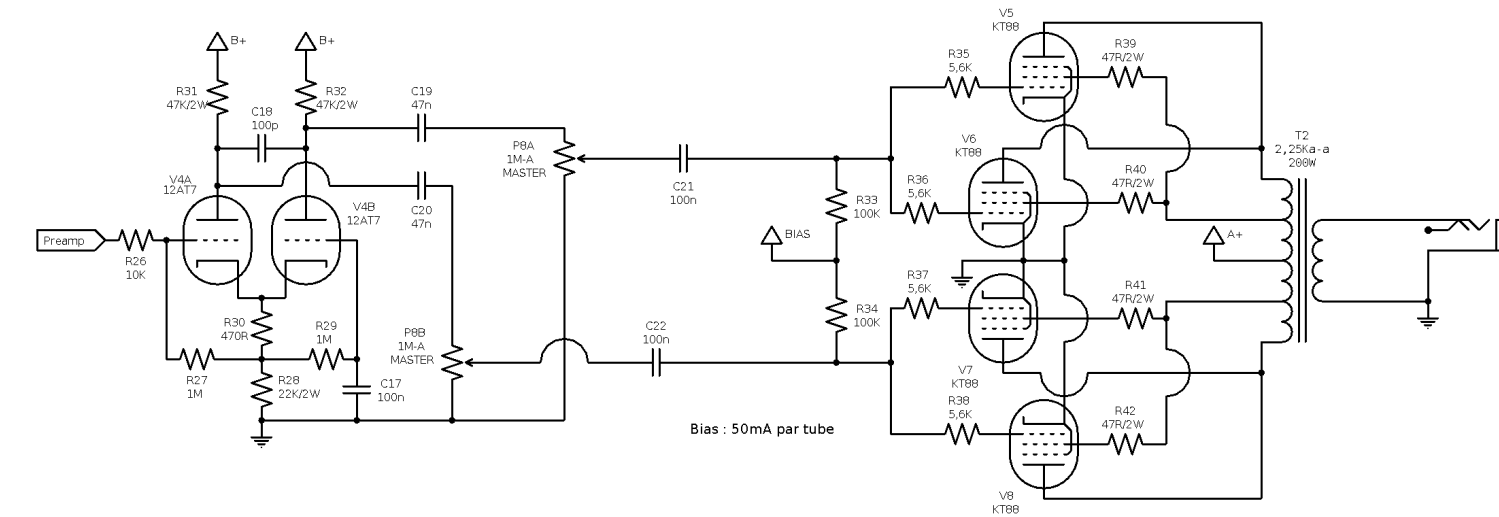 B+
B+
R31
47K/2W
R32
47K/2W
C18
100p
C19
47n
V4A
12AT7
V4B
12AT7
C20
47n
Preamp
R26
10K
R30
470R
R29
1M
R27
1M
R28
22K/2W
C17
100n
P8A
1M-A
MASTER
P8B
1M-A
MASTER
C21
100n
C22
100n
R33
100K
BIAS
R34
100K
Bias : 50mA par tube
V5
KT88
R35
5,6K
R39
47R/2W
V6
KT88
R36
5,6K
R40
47R/2W
R37
5,6K
R41
47R/2W
V7
KT88
R38
5,6K
R42
47R/2W
V8
KT88
A+
T2
2,25Ka-a
200W